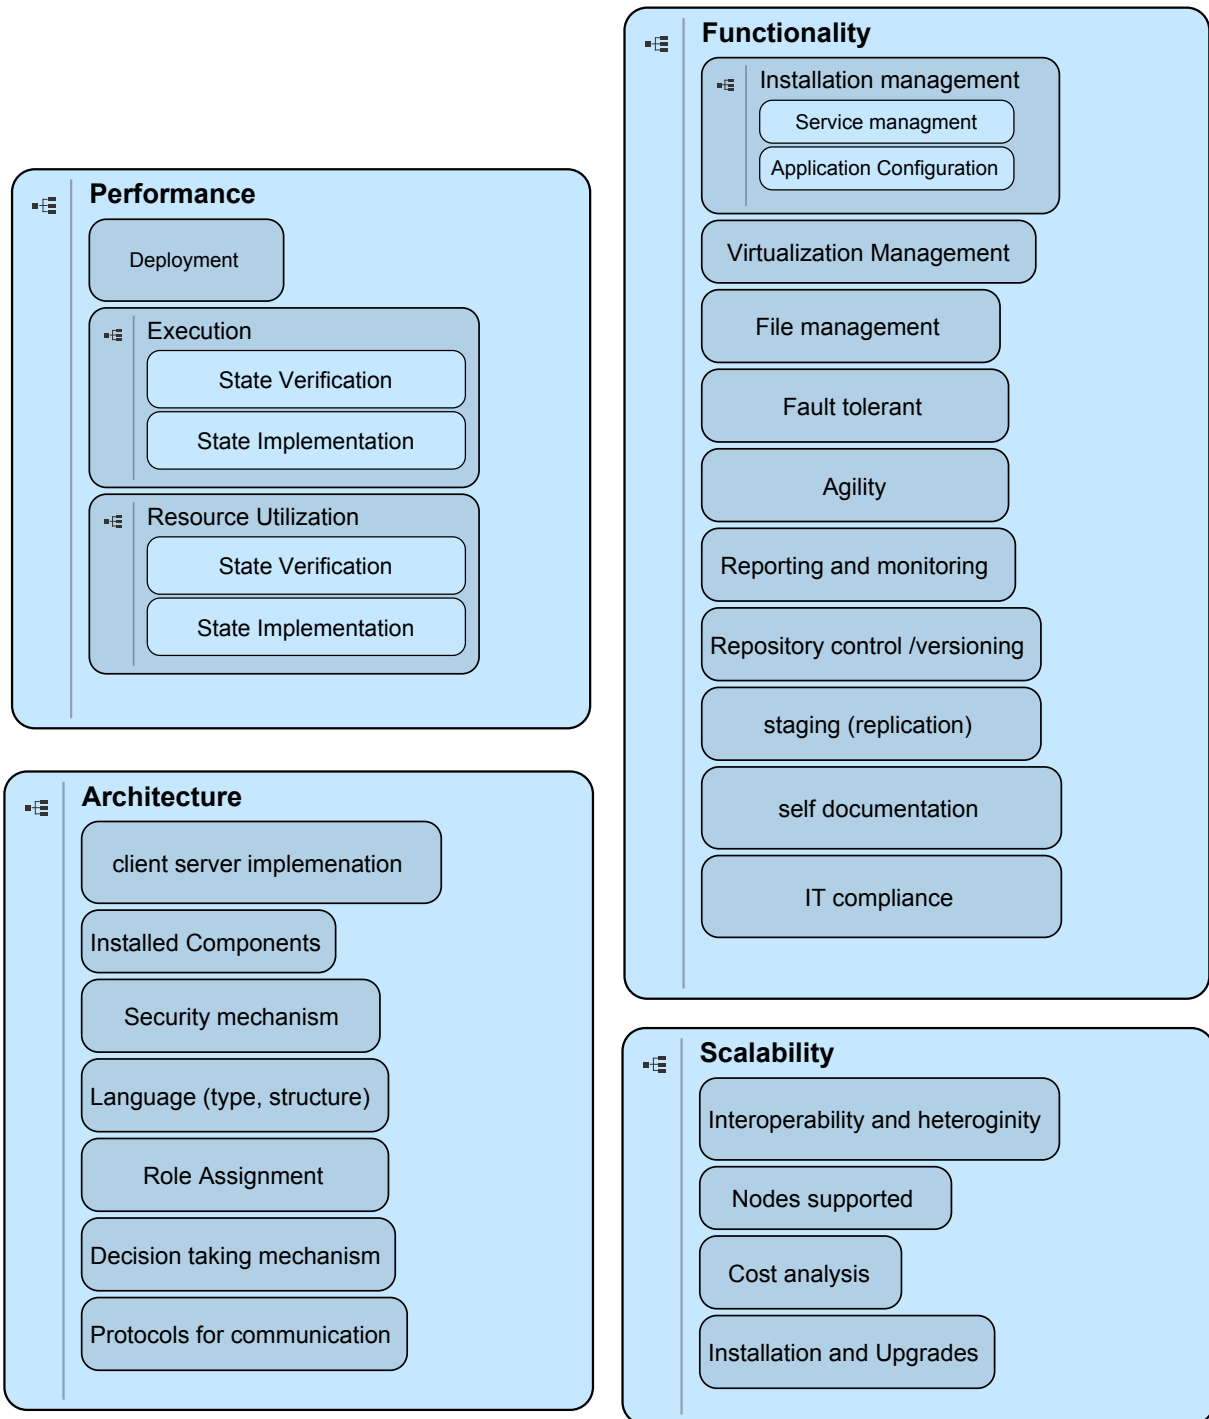 Performance
Deployment
Execution
State Verification
State Implementation
Resource Utilization
State Verification
State Implementation
Architecture
client server implemenation
Installed Components
Security mechanism
Language (type, structure)
Role Assignment
Decision taking mechanism
Protocols for communication
Functionality
Installation management
Service managment
Application Configuration
Virtualization Management
File management
Fault tolerant
Agility
Reporting and monitoring
Repository control /versioning
staging (replication)
self documentation
IT compliance
Scalability
Interoperability and heteroginity
Nodes supported
Cost analysis
Installation and Upgrades